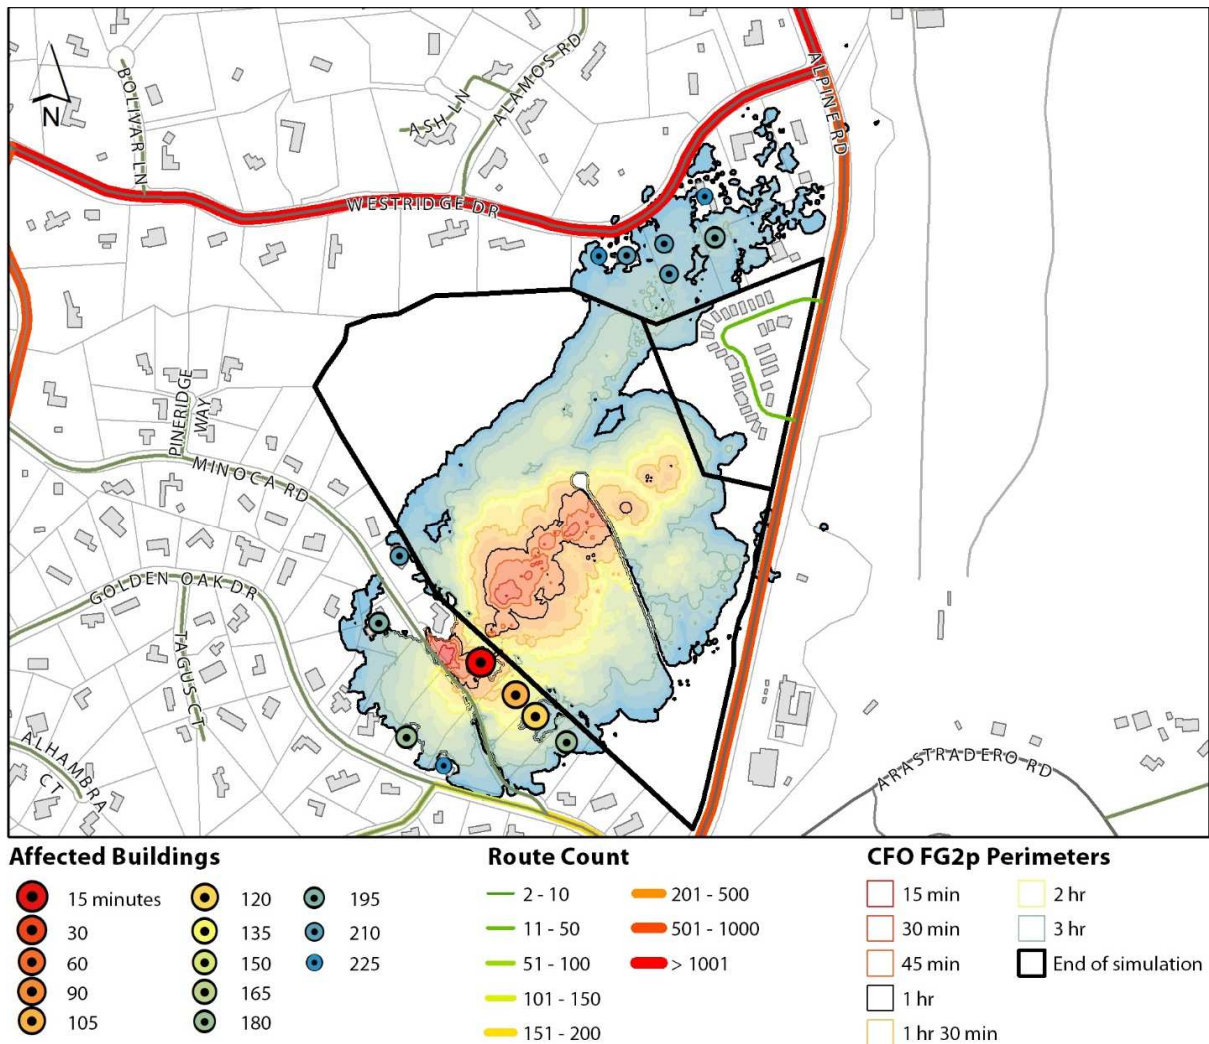 BOLIVAR LN
ASH LN
ALAMOS RD
ALPINE RD
N
WESTRIDGE DR
PINERIDGE
WAY
MINOCA RD
GOLDEN OAK DR
TAGUS CT
ALHAMBRA
CT
ARASTRADERO RD
Affected Buildings
15 minutes
30
60
90
105
120
135
150
165
180
195
210
225
Route Count
2 - 10
11 - 50
51 - 100
101 - 150
151 - 200
201 - 500
501 - 1000
> 1001
CFO FG2p Perimeters
15 min
30 min
45 min
1 hr
1 hr 30 min
2 hr
3 hr
End of simulation